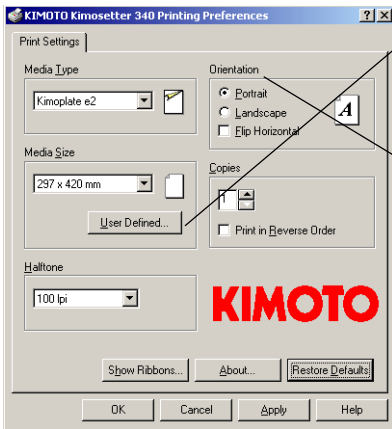 KIMOTO Kimosetter 340 Printing Preferences
Print Settings
Media Type
Kimoplate e2
Orientation
Portrait
Landscape
Flip Horizontal
A
Media Size
297 x 420 mm
User Defined...
Copies
1
Print in Reverse Order
Halftone
100 lpi
KIMOTO
Show Ribbons...
About...
Restore Defaults
OK
Cancel
Apply
Help